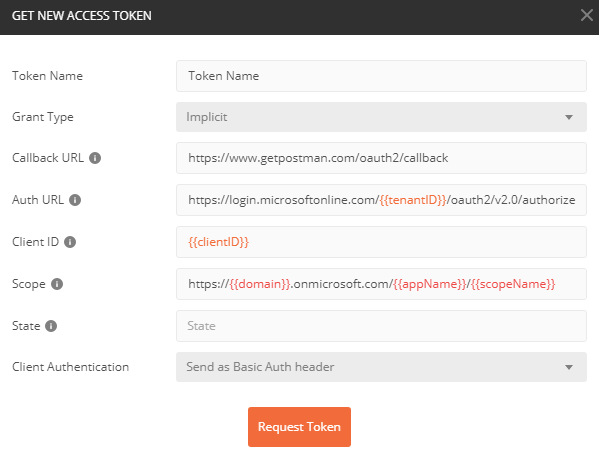 GET NEW ACCESS TOKEN
Token Name Token Name
Grant Type Implicit
Callback URL https://www.getpostman.com/oauth2/callback
Auth URL https://login.microsoftonline.com/{{tenantID}}/oauth2/v2.0/authorize
Client ID {{clientID}}
Scope https://{{domain}}.onmicrosoft.com/{{appName}}/{{scopeName}}
State State
Client Authentication Send as Basic Auth header
Request Token